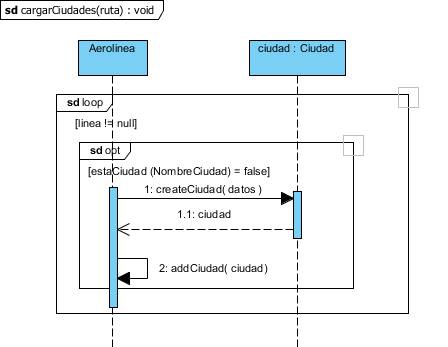 sd cargarCiudades(ruta) : void
Aerolinea
ciudad : Ciudad
sd loop
[linea != null]
sd opt
[estaCiudad (NombreCiudad) = false]
1: createCiudad( datos )
1.1: ciudad
2: addCiudad( ciudad)